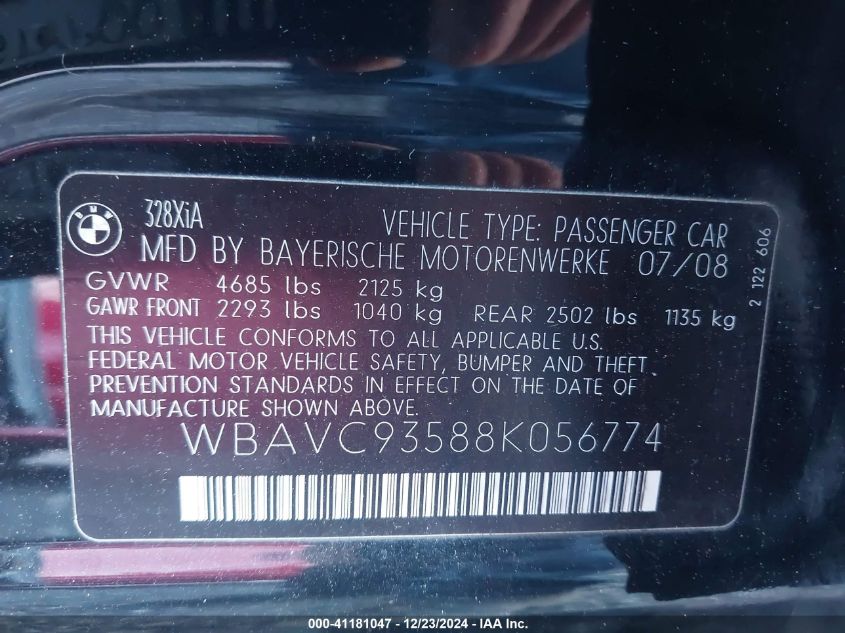 BMW
328XiA
VEHICLE TYPE: PASSENGER CAR
MFD BY BAYERISCHE MOTORENWERKE 07/08
GVWR 4685 lbs 2125 kg
GAWR FRONT 2293 lbs 1040 kg REAR 2502 lbs 1135 kg
THIS VEHICLE CONFORMS TO ALL APPLICABLE U.S.
FEDERAL MOTOR VEHICLE SAFETY, BUMPER AND THEFT
PREVENTION STANDARDS IN EFFECT ON THE DATE OF
MANUFACTURE SHOWN ABOVE.
WBAVC93588K056774
2 122 606
000-41181047 - 12/23/2024 - IAA, Inc.